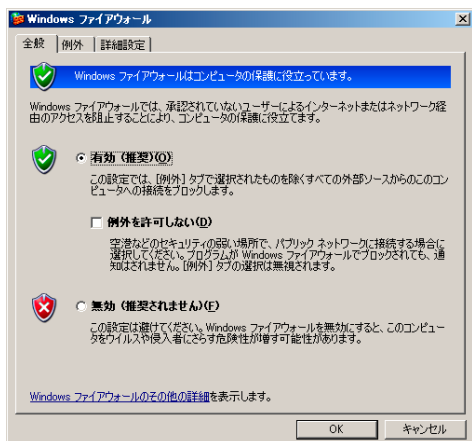 Windows ファイアウォール
全般
例外
詳細設定
Windows ファイアウォールはコンピュータの保護に役立っています。
Windows ファイアウォールでは、承認されていないユーザーによるインターネットまたはネットワーク経
由のアクセスを阻止することにより、コンピュータの保護に役立てます。
有効 (推奨)(O)
この設定では、[例外] タブで選択されたものを除くすべての外部ソースからのこのコン
ピュータへの接続をブロックします。
例外を許可しない(D)
空港などのセキュリティの弱い場所で、パブリック ネットワークに接続する場合に
選択してください。プログラムが Windows ファイアウォールでブロックされても、通
知はされません。[例外] タブの選択は無視されます。
無効 (推奨されません)(F)
この設定は避けてください。Windows ファイアウォールを無効にすると、このコンピュー
タをウイルスや侵入者にさらす危険性が増す可能性があります。
Windows ファイアウォールのその他の詳細を表示します。
OK
キャンセル